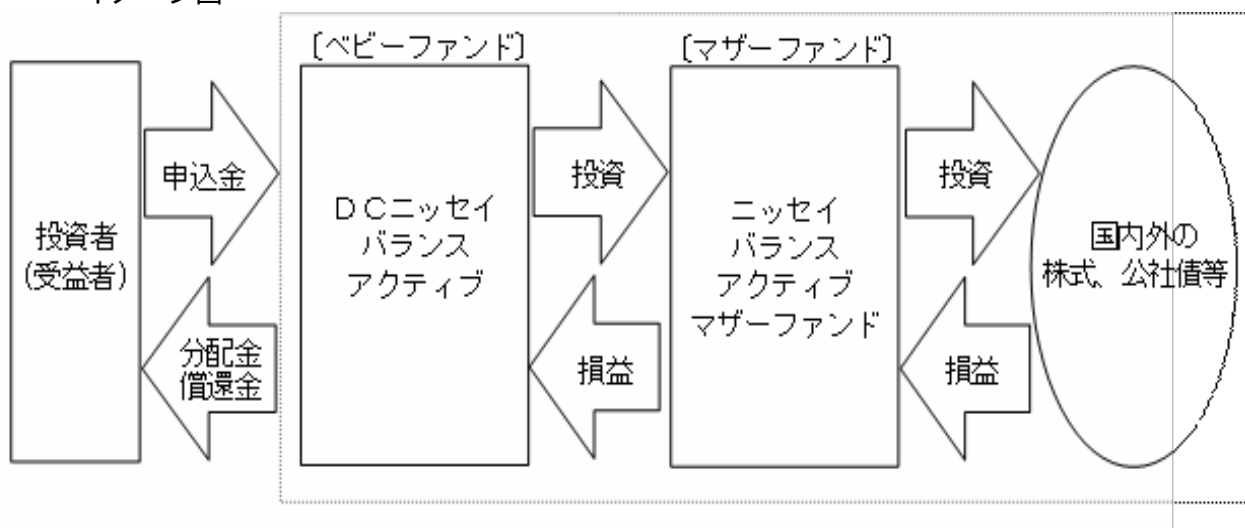 〔ベビーファンド〕
〔マザーファンド〕
投資者
(受益者)
申込金
分配金
償還金
DCニッセイ
バランス
アクティブ
投資
損益
ニッセイ
バランス
アクティブ
マザーファンド
投資
損益
国内外の
株式、公社債等